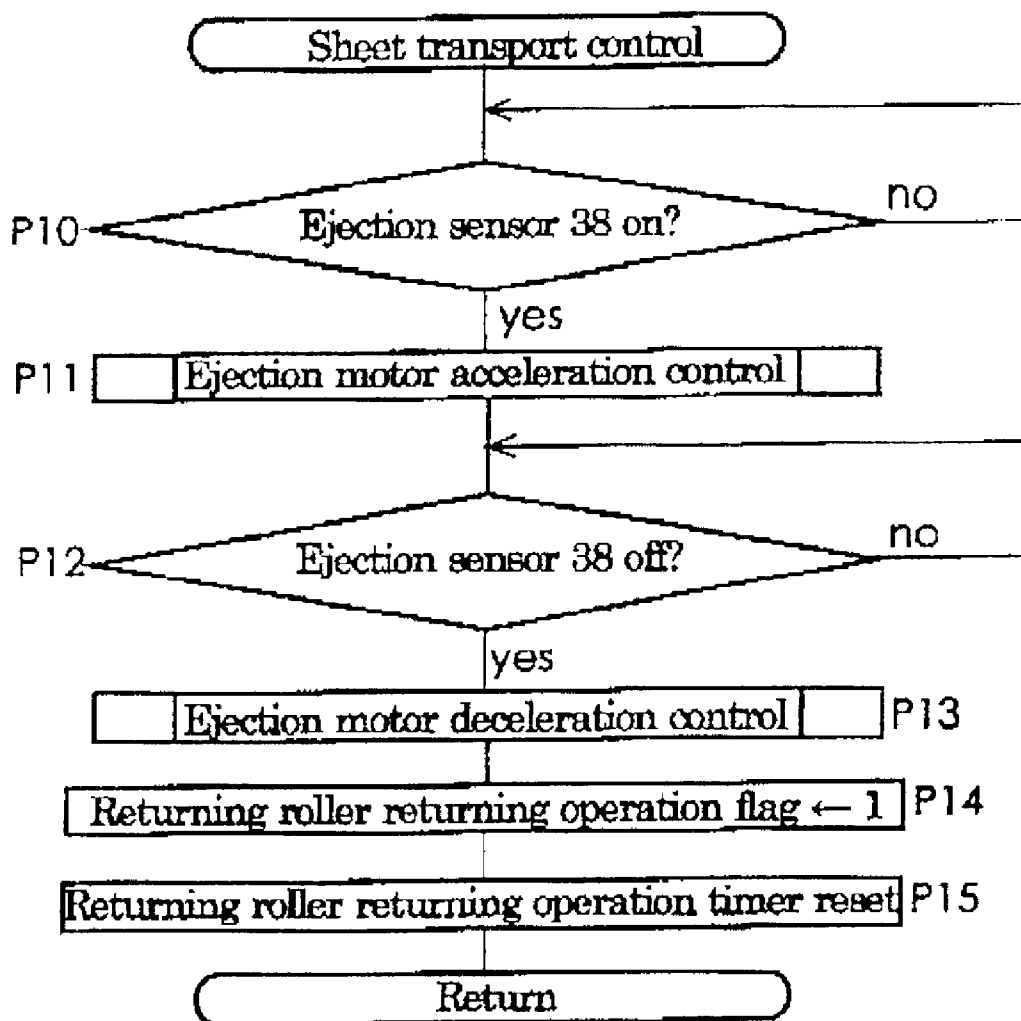 Sheet transport control
P10
Ejection sensor 38 on?
no
yes
P11
Ejection motor acceleration control
P12
Ejection sensor 38 off?
no
yes
Ejection motor deceleration control
P13
Returning roller returning operation flag ← 1
P14
Returning roller returning operation timer reset
P15
Return